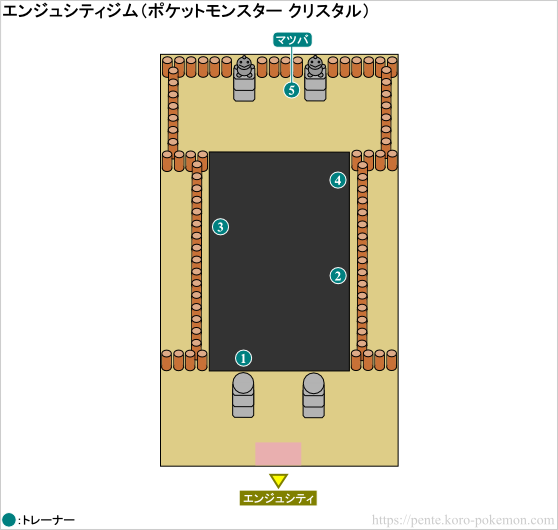 エンジュシティジム(ポケットモンスター クリスタル)
マツバ
5
4
3
2
1
エンジュシティ
:トレーナー
https://pente.koro-pokemon.com/